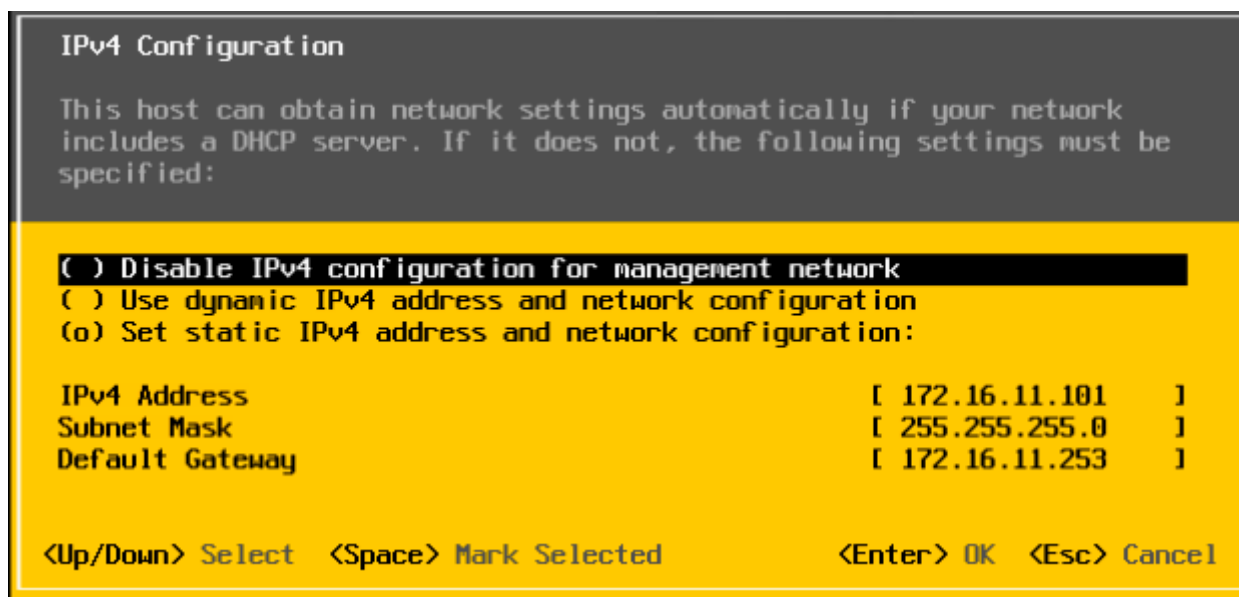 IPv4 Configuration
This host can obtain network settings automatically if your network
includes a DHCP server. If it does not, the following settings must be
specified:
( ) Disable IPv4 configuration for management network
( ) Use dynamic IPv4 address and network configuration
(o) Set static IPv4 address and network configuration:
IPv4 Address [ 172.16.11.101 ]
Subnet Mask [ 255.255.255.0 ]
Default Gateway [ 172.16.11.253 ]
<Up/Down> Select <Space> Mark Selected <Enter> OK <Esc> Cancel